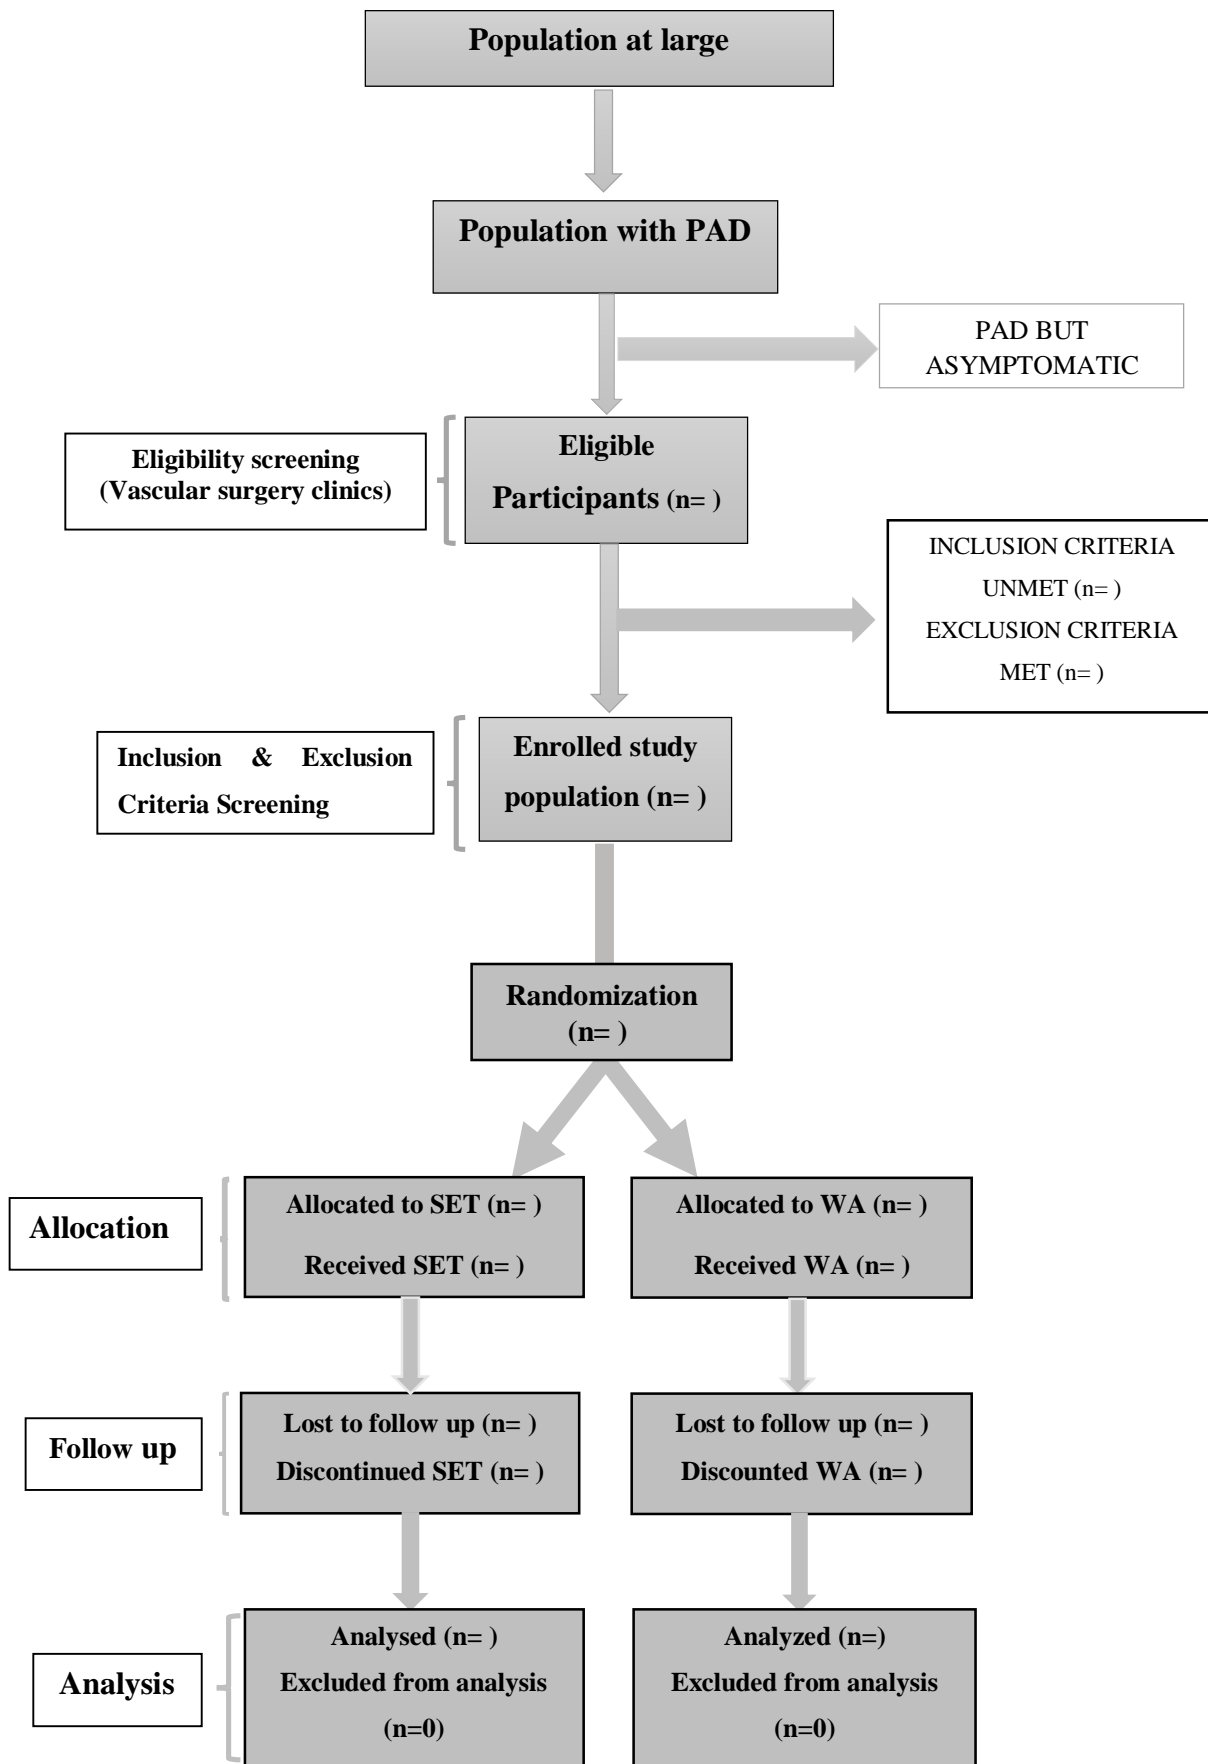 Population at large
Population with PAD
PAD BUT
ASYMPTOMATIC
Eligibility screening
(Vascular surgery clinics)
Eligible
Participants (n= )
INCLUSION CRITERIA
UNMET (n= )
EXCLUSION CRITERIA
MET (n= )
Inclusion & Exclusion
Criteria Screening
Enrolled study
population (n= )
Randomization
(n= )
Allocation
Allocated to SET (n= )
Received SET (n= )
Allocated to WA (n= )
Received WA (n= )
Follow up
Lost to follow up (n= )
Discontinued SET (n= )
Lost to follow up (n= )
Discounted WA (n= )
Analysis
Analysed (n= )
Excluded from analysis
(n=0)
Analyzed (n=)
Excluded from analysis
(n=0)